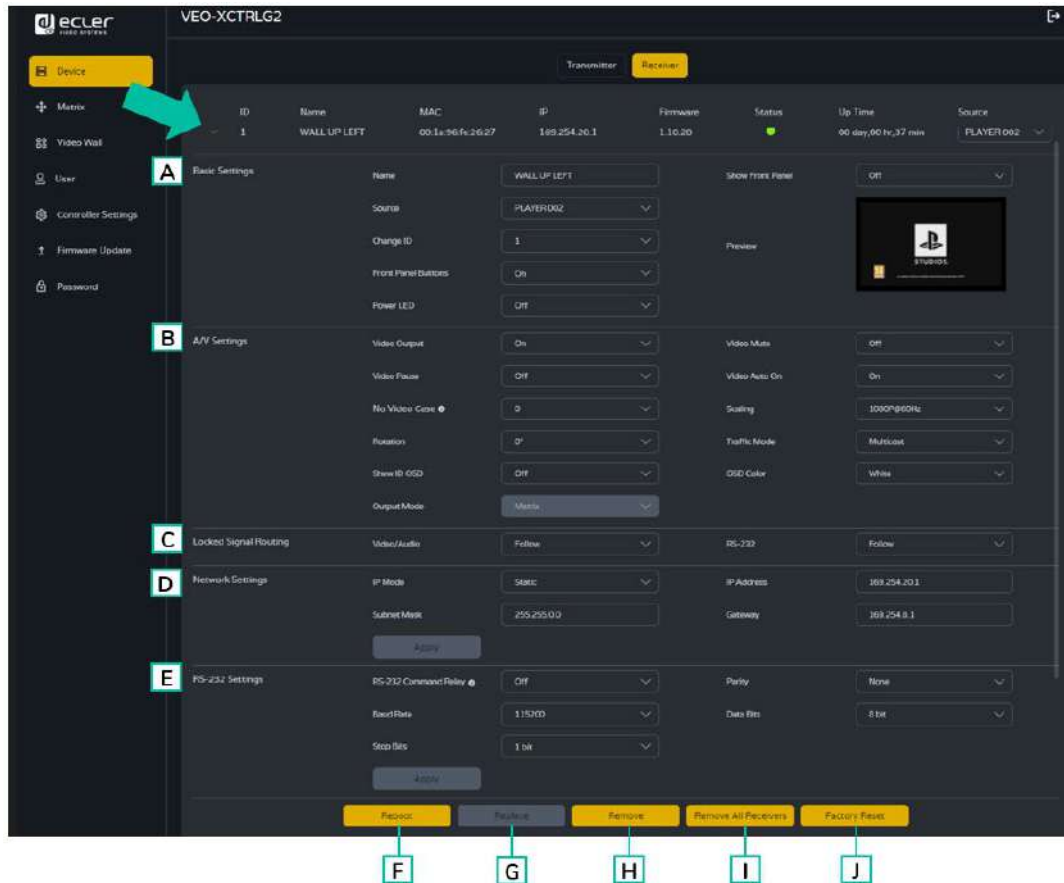 ecler
VIDEO SYSTEMS
VEO-XCTRLG2
Device
Matrix
Video Wall
User
Controller Settings
Firmware Update
Password
Transmitter Receiver
ID Name MAC IP Firmware Status Up Time Source
1 WALL UP LEFT 169.254.20.1 1.10.20 00 day,00 hr,37 min PLAYER 002
A Basic Settings
Name WALL UP LEFT Show Front Panel Off
Source PLAYER002
Change ID 1 Preview
STUDIOS
Front Panel Buttons On
Power LED Off
B A/V Settings
Video Output On Video Mute Off
Video Pause Off Video Auto On On
No Video Case 0 Scaling 1080P@60Hz
Rotation 0° Traffic Mode Multicast
Show ID OSD Off OSD Color White
Output Mode Matrix
C Locked Signal Routing Video/Audio Follow RS-232 Follow
D Network Settings
IP Mode Static IP Address 169.254.20.1
Subnet Mask 255.255.0.0 Gateway 169.254.8.1
Apply
E RS-232 Settings
RS-232 Command Relay Off Parity None
Baud Rate 115200 Data Bits 8 bit
Stop Bits 1 bit
Apply
Reboot Replace Remove Remove All Receivers Factory Reset
F G H I J